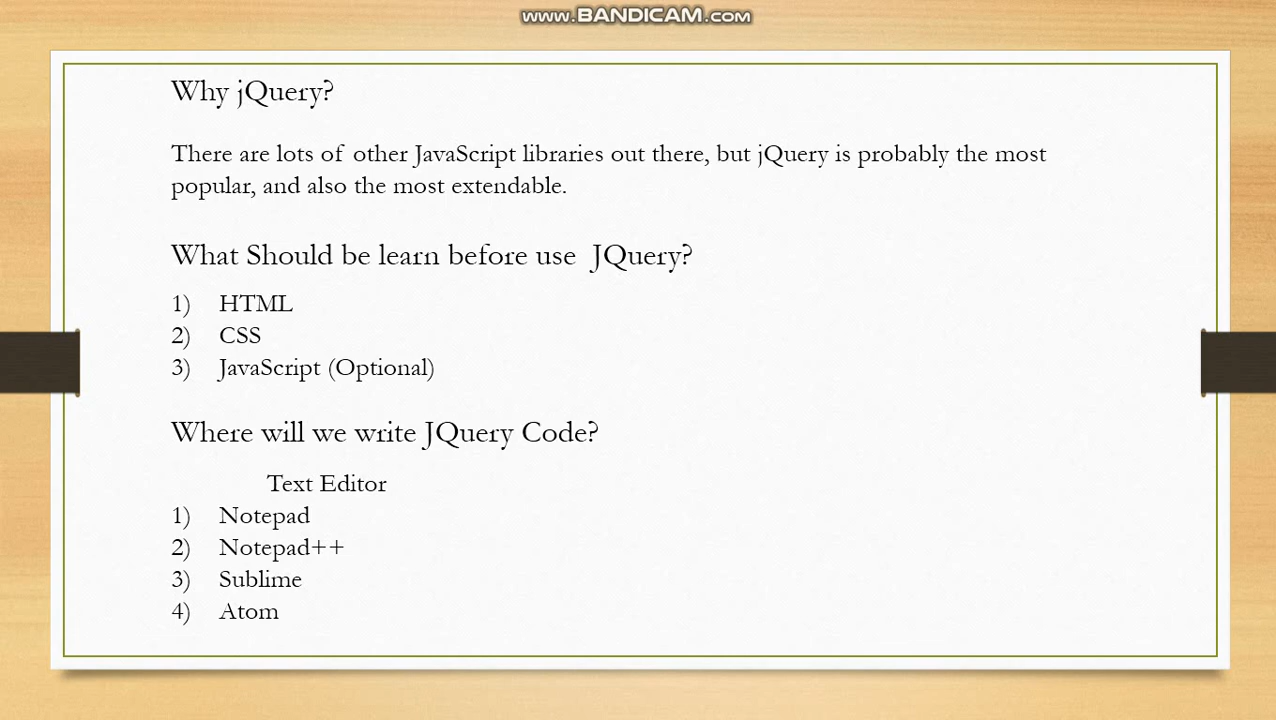 www.BANDICAM.com
Why jQuery?
There are lots of other JavaScript libraries out there, but jQuery is probably the most
popular, and also the most extendable.
What Should be learn before use JQuery?
1) HTML
2) CSS
3) JavaScript (Optional)
Where will we write JQuery Code?
Text Editor
1) Notepad
2) Notepad++
3) Sublime
4) Atom